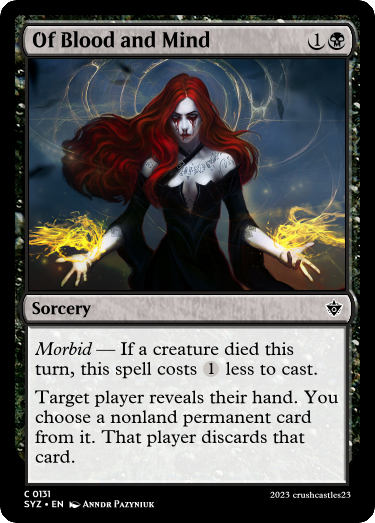 Of Blood and Mind 1
Sorcery
Morbid — If a creature died this
turn, this spell costs 1 less to cast.
Target player reveals their hand. You
choose a nonland permanent card
from it. That player discards that
card.
C 0131
SYZ • EN Anndr Pazyniuk
2023 crushcastles23